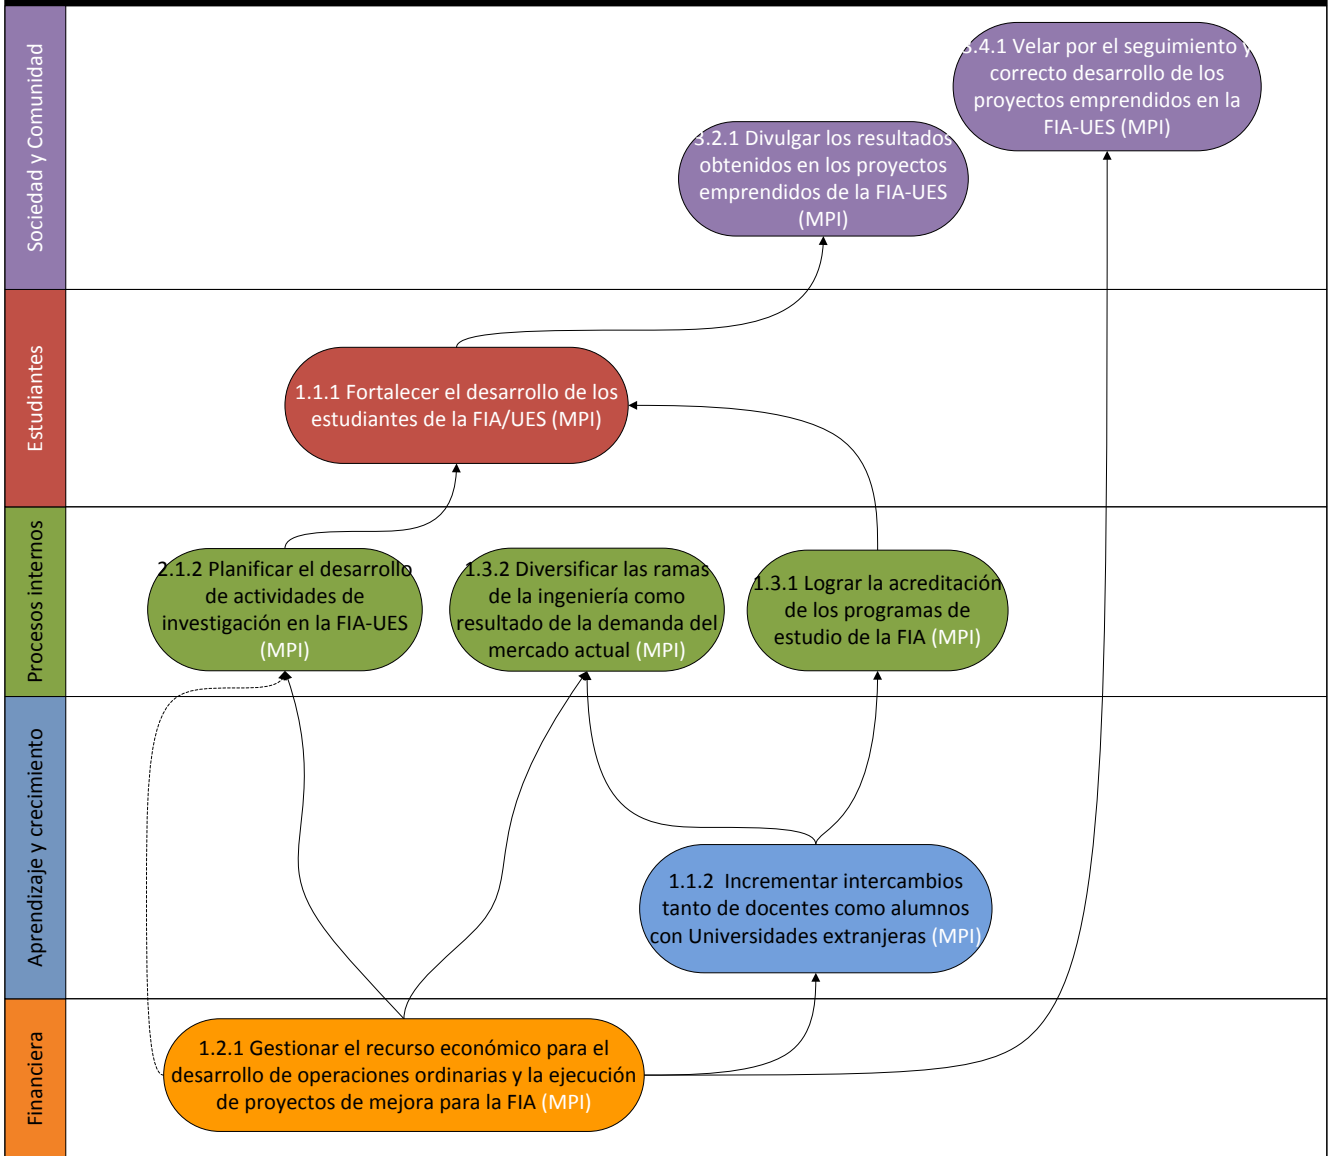 Sociedad y Comunidad
3.4.1 Velar por el seguimiento y
correcto desarrollo de los
proyectos emprendidos en la
FIA-UES (MPI)
3.2.1 Divulgar los resultados
obtenidos en los proyectos
emprendidos de la FIA-UES
(MPI)
Estudiantes
1.1.1 Fortalecer el desarrollo de los
estudiantes de la FIA/UES (MPI)
Procesos internos
2.1.2 Planificar el desarrollo
de actividades de
investigación en la FIA-UES
(MPI)
1.3.2 Diversificar las ramas
de la ingeniería como
resultado de la demanda del
mercado actual (MPI)
1.3.1 Lograr la acreditación
de los programas de
estudio de la FIA (MPI)
Aprendizaje y crecimiento
1.1.2  Incrementar intercambios
tanto de docentes como alumnos
con Universidades extranjeras (MPI)
Financiera
1.2.1 Gestionar el recurso económico para el
desarrollo de operaciones ordinarias y la ejecución
de proyectos de mejora para la FIA (MPI)